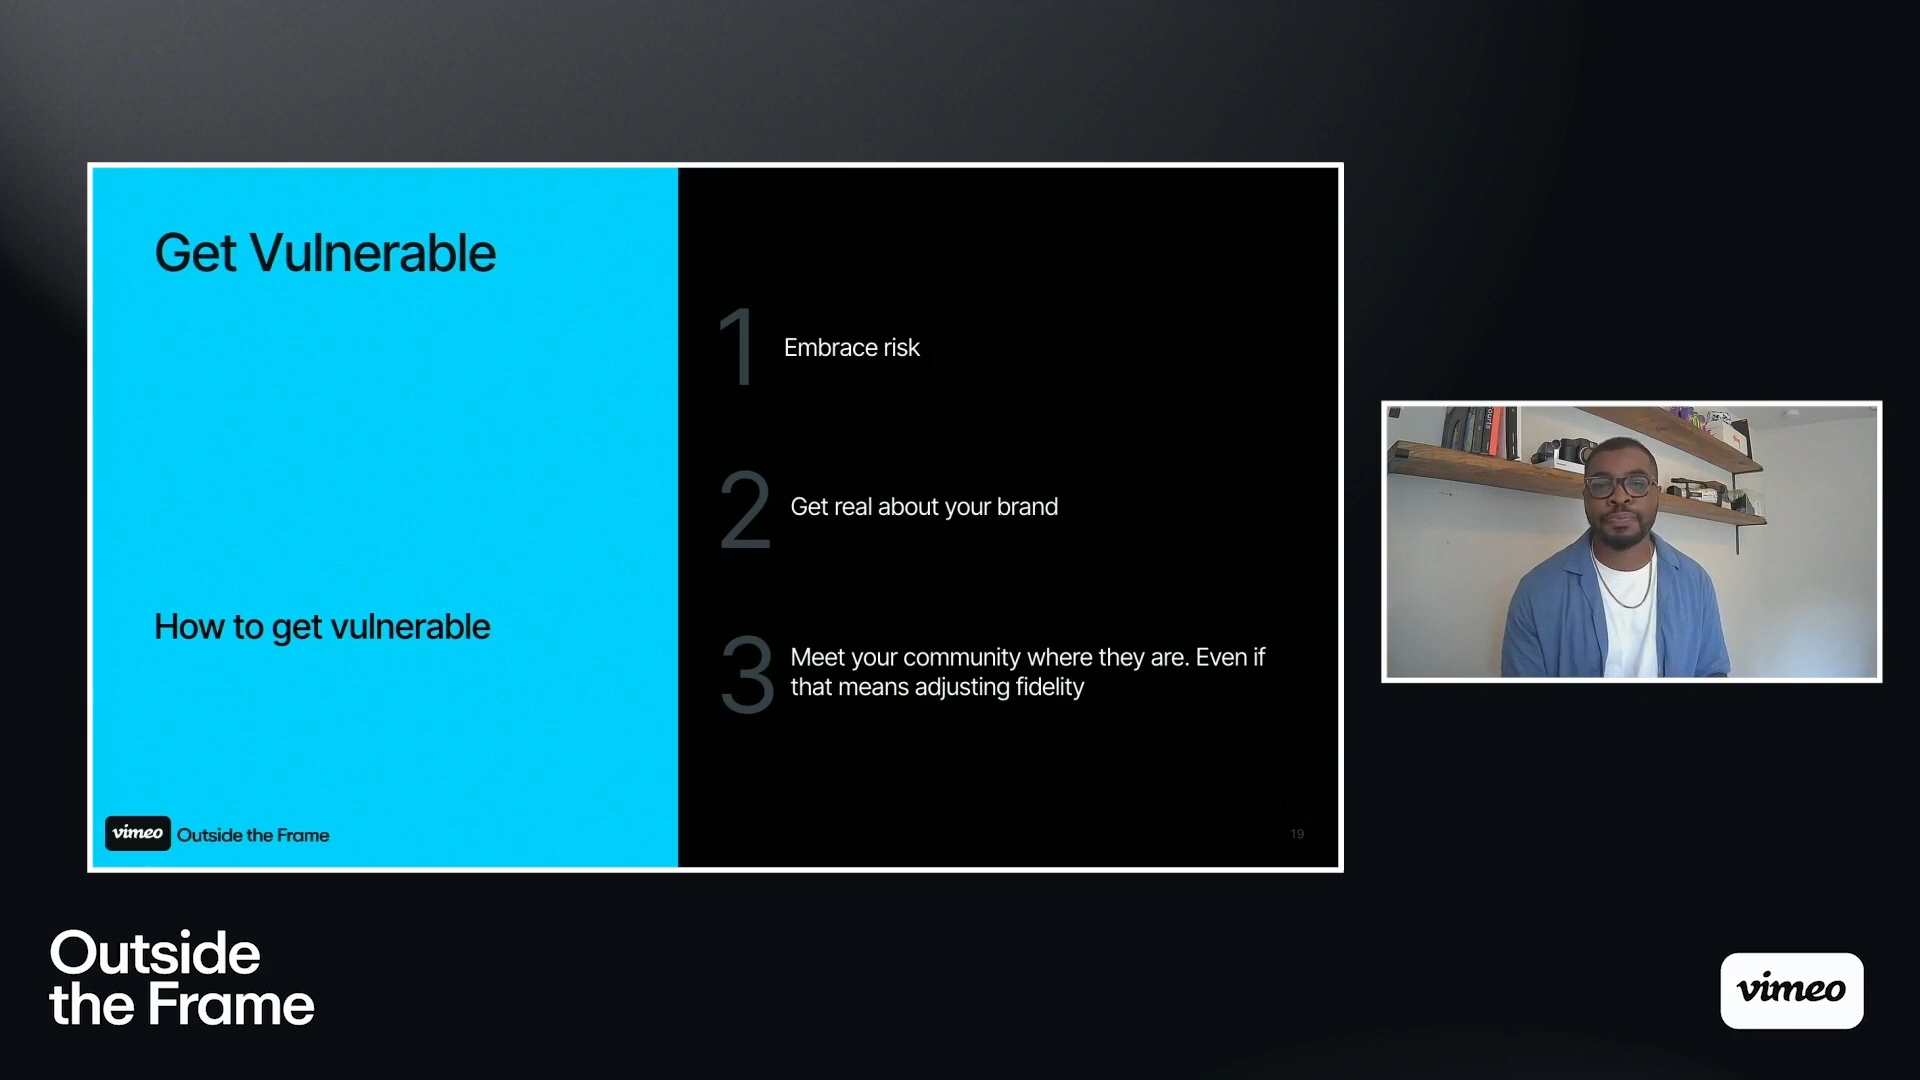 Get Vulnerable
How to get vulnerable
1
Embrace risk
2
Get real about your brand
3
Meet your community where they are. Even if
that means adjusting fidelity
vimeo Outside the Frame
19
Outside
the Frame
vimeo